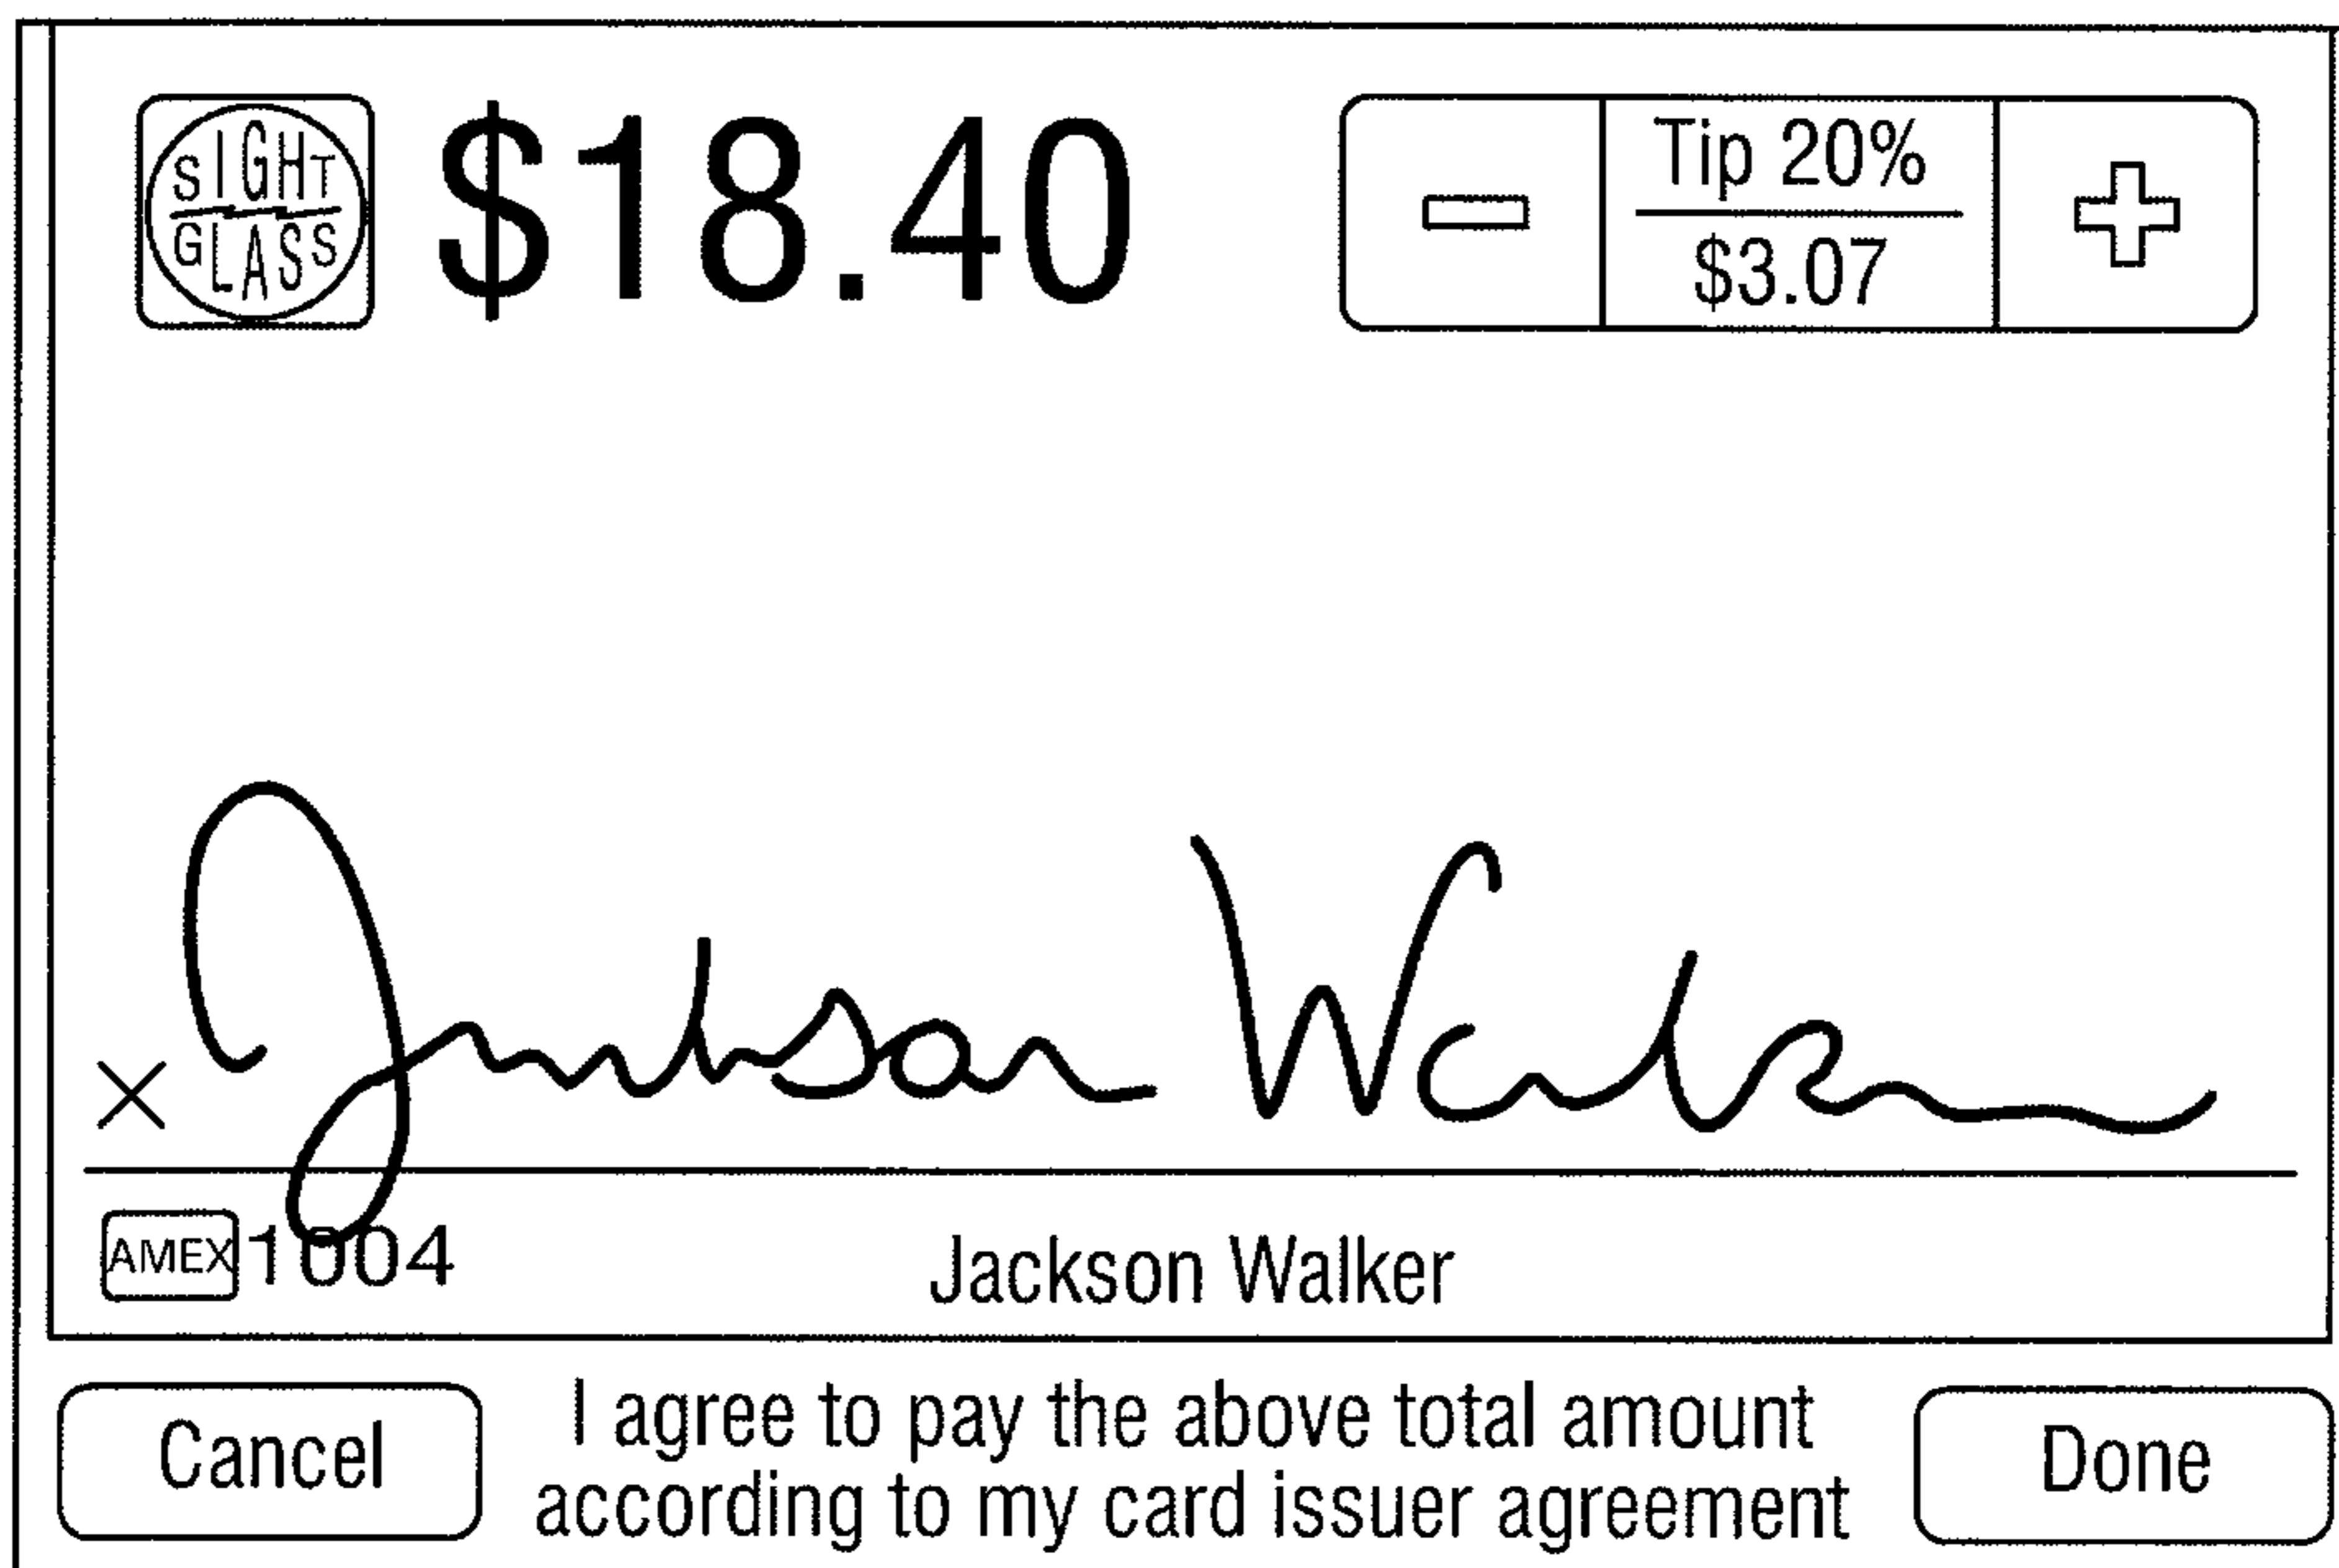 SIGHT
GLASS
$18.40
Tip 20%
$3.07
Jackson Walker
AMEX 1004
Jackson Walker
Cancel
I agree to pay the above total amount
according to my card issuer agreement
Done